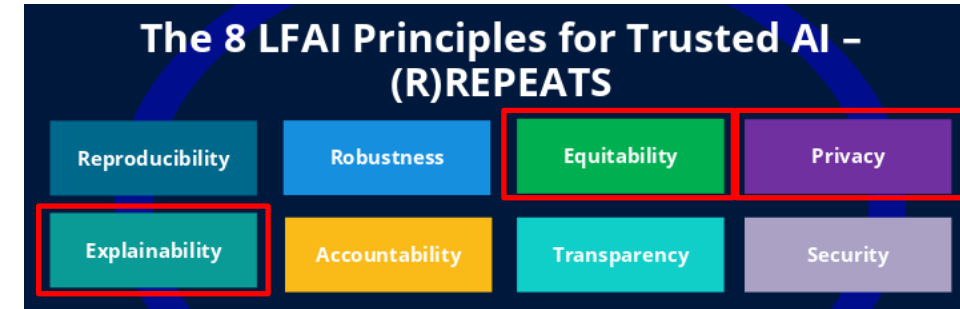 The 8 LFAI Principles for Trusted AI –
(R)REPEATS
Reproducibility
Robustness
Equitability
Privacy
Explainability
Accountability
Transparency
Security